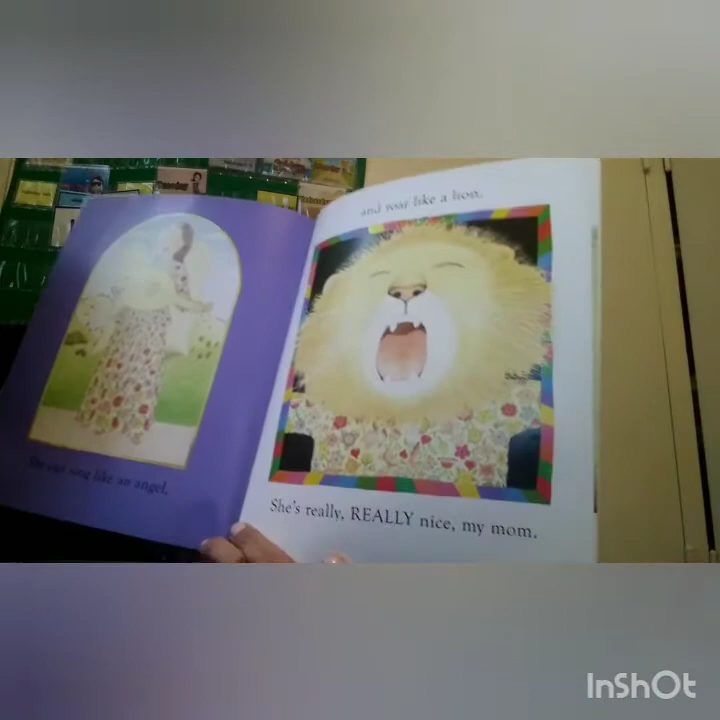 She can sing like an angel,
and roar like a lion.
She's really, REALLY nice, my mom.
InShOt